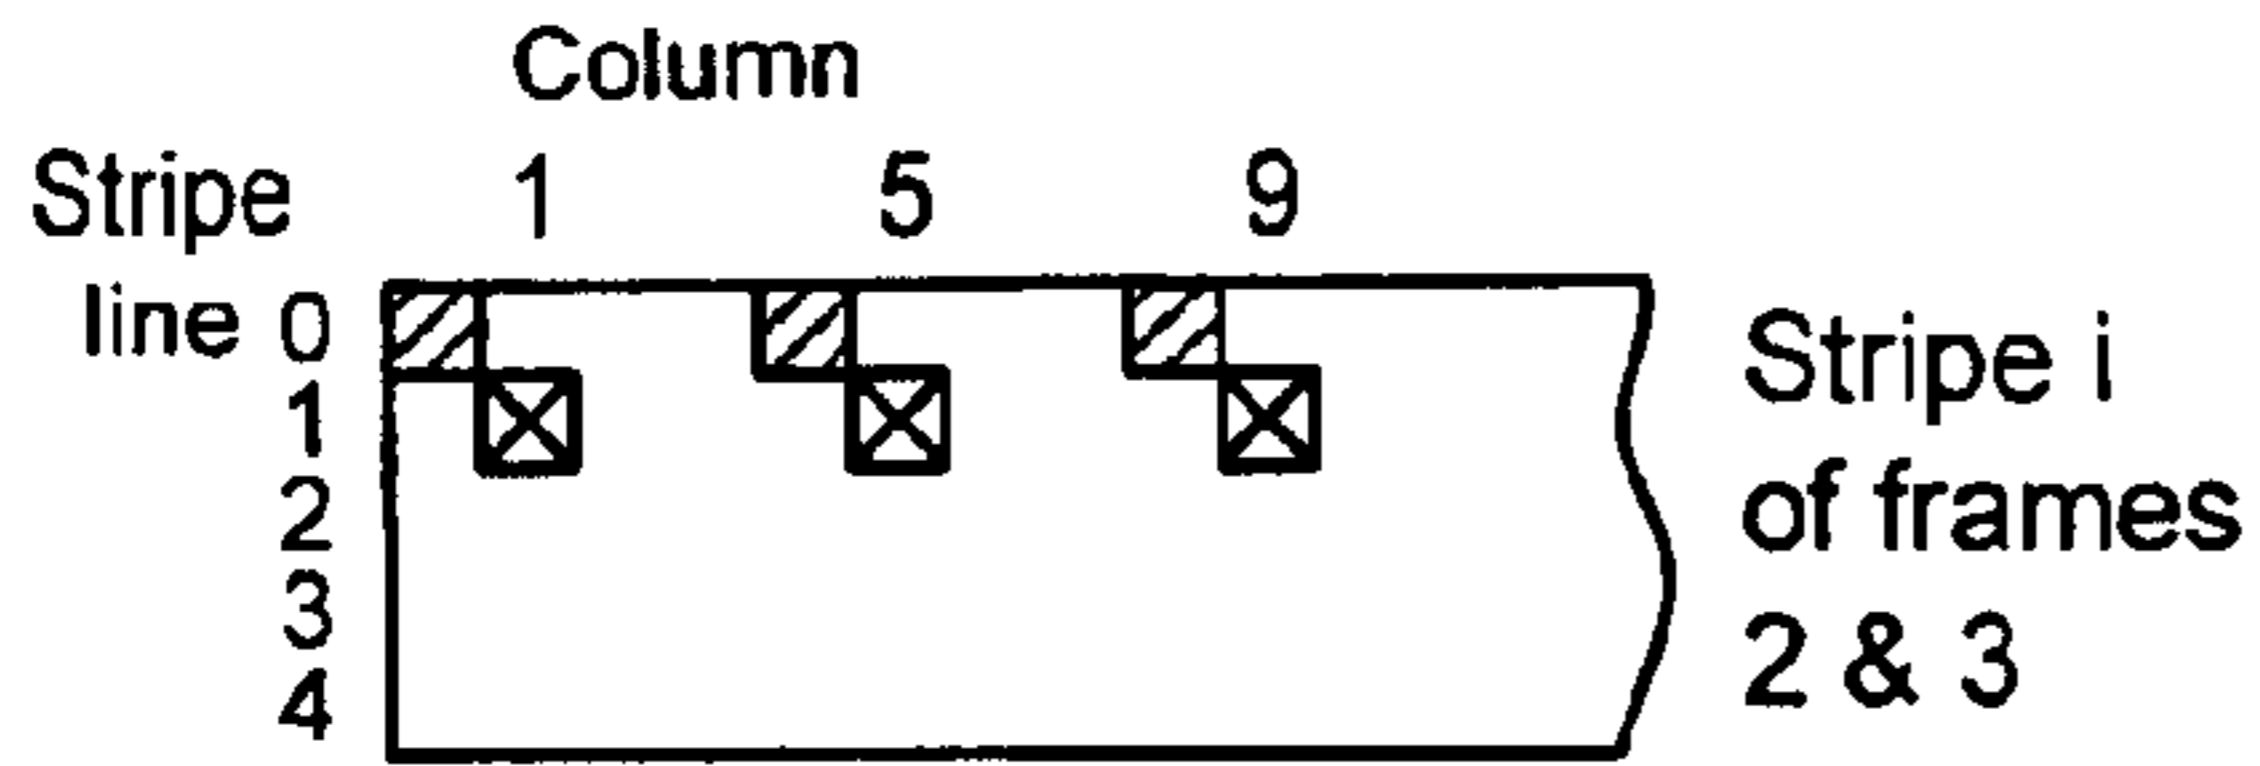 Column
Stripe 1 5 9
line 0
1
2
3
4
Stripe i
of frames
2 & 3